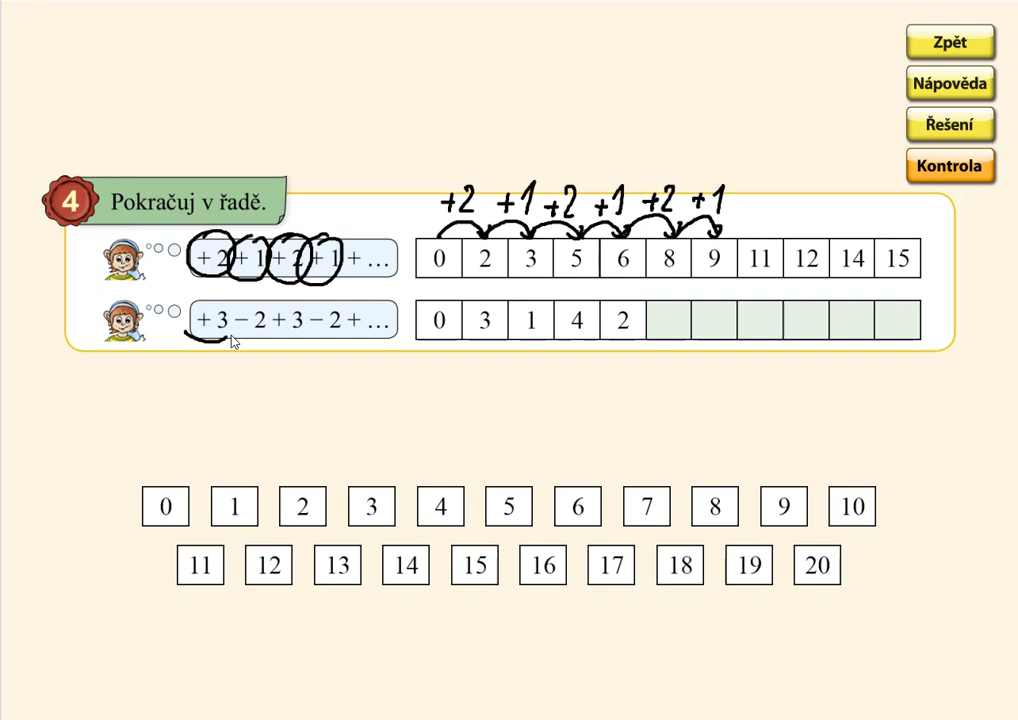 Zpět
Nápověda
Řešení
Kontrola
4 Pokračuj v řadě.
+2 +1 +2 +1 +2 +1
+ 2 + 1 + 2 + 1 + ... 0 2 3 5 6 8 9 11 12 14 15
+ 3 − 2 + 3 − 2 + ... 0 3 1 4 2
0 1 2 3 4 5 6 7 8 9 10
11 12 13 14 15 16 17 18 19 20